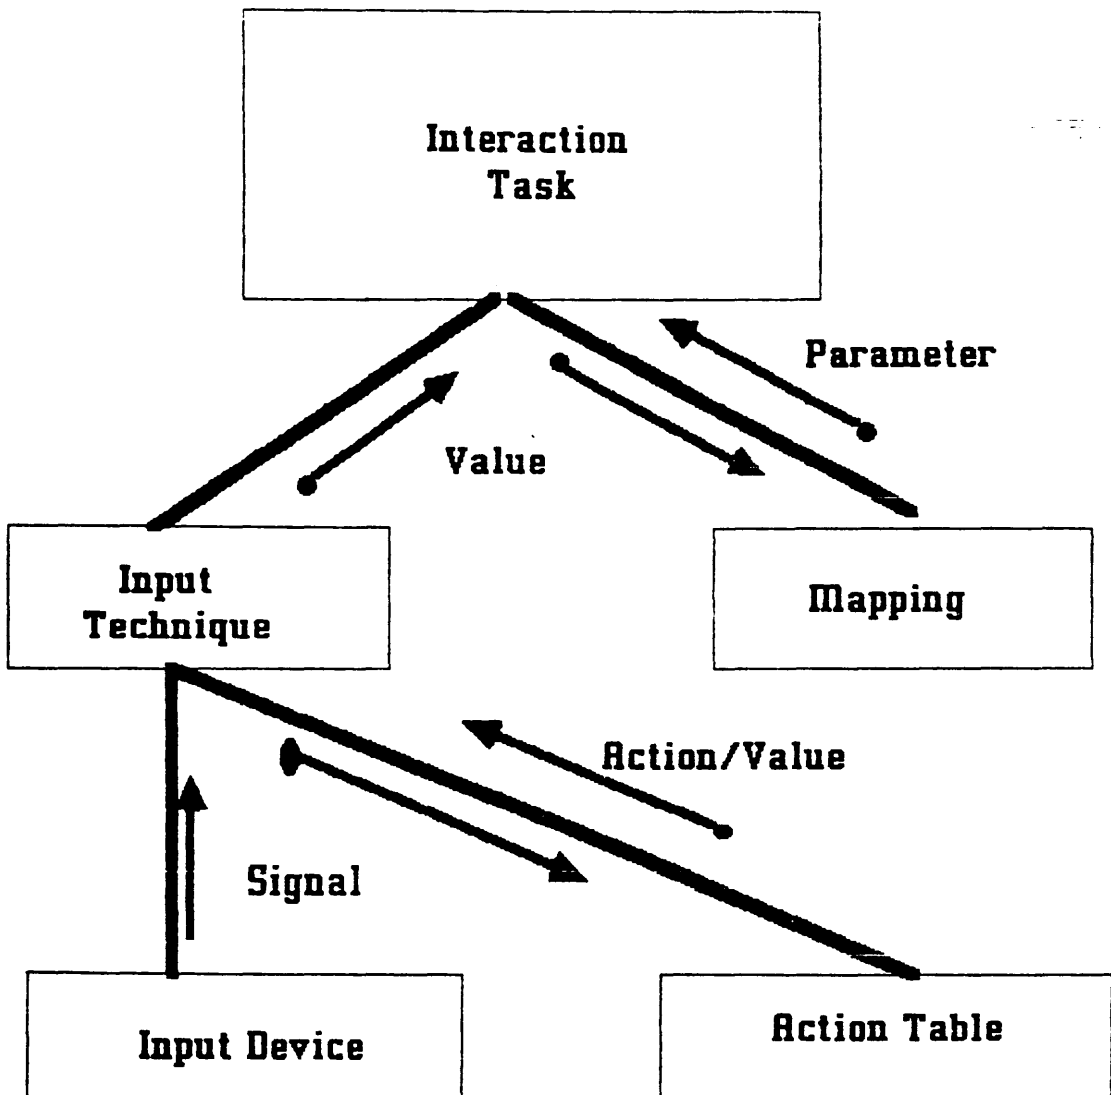 Interaction
Task
Parameter
Value
Input
Technique
Mapping
Action/Value
Signal
Input Device
Action Table